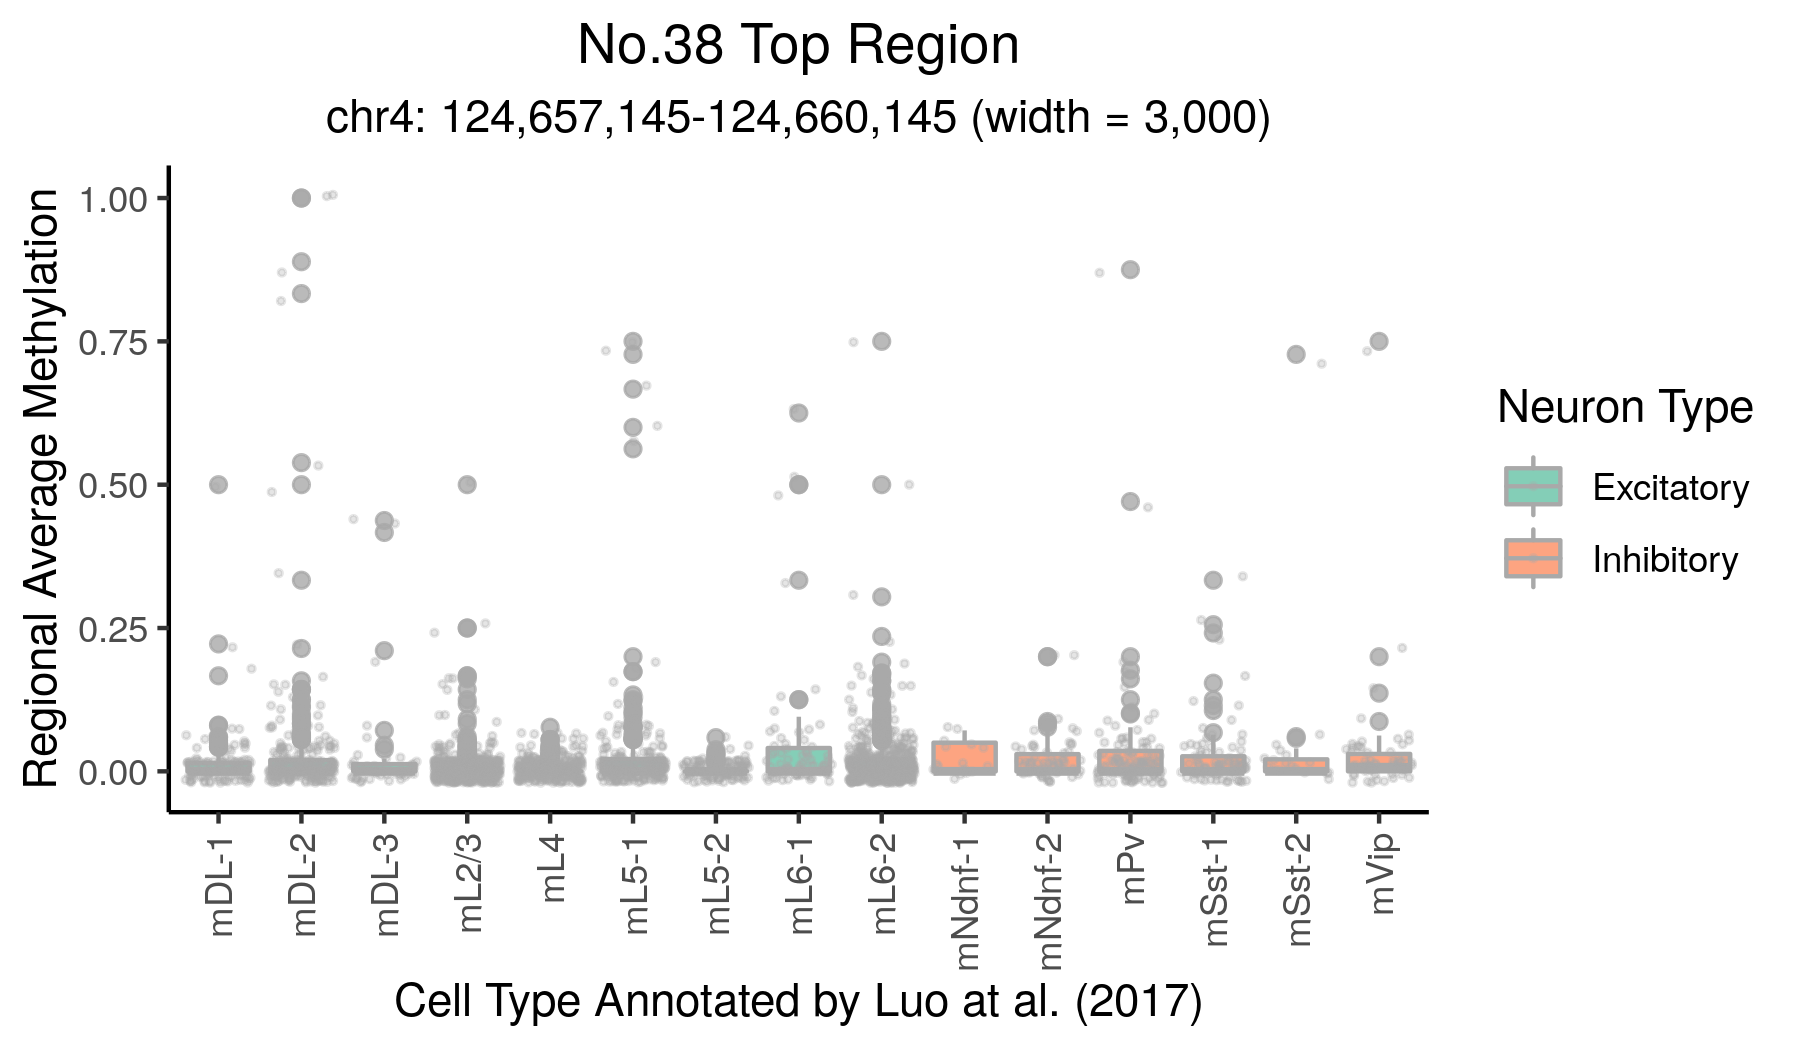 No.38 Top Region
chr4: 124,657,145-124,660,145 (width = 3,000)
Regional Average Methylation
1.00
0.75
0.50
0.25
0.00
mDL-1
mDL-2
mDL-3
mL2/3
mL4
mL5-1
mL5-2
mL6-1
mL6-2
mNdnf-1
mNdnf-2
mPv
mSst-1
mSst-2
mVip
Cell Type Annotated by Luo at al. (2017)
Neuron Type
Excitatory
Inhibitory